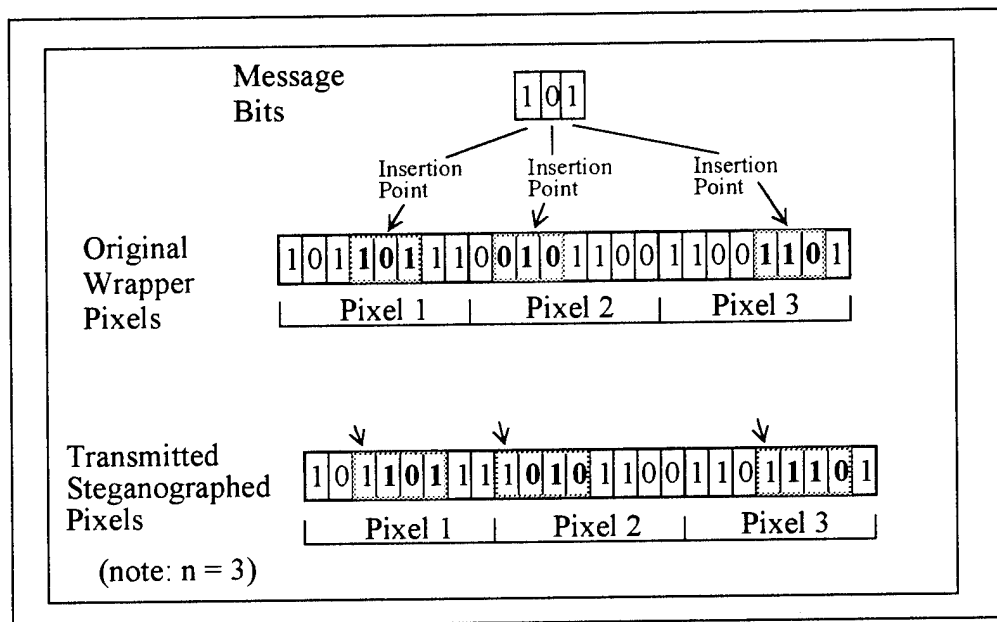 Message
Bits
1 0 1
Insertion
Point
Insertion
Point
Insertion
Point
Original
Wrapper
Pixels
1 0 1 1 0 1 1 1 0 0 1 0 1 1 0 0 1 1 0 0 1 1 0 1
Pixel 1 Pixel 2 Pixel 3
Transmitted
Steganographed
Pixels
1 0 1 1 0 1 1 1 1 0 1 0 1 1 0 0 1 1 0 1 1 1 0 1
Pixel 1 Pixel 2 Pixel 3
(note: n = 3)